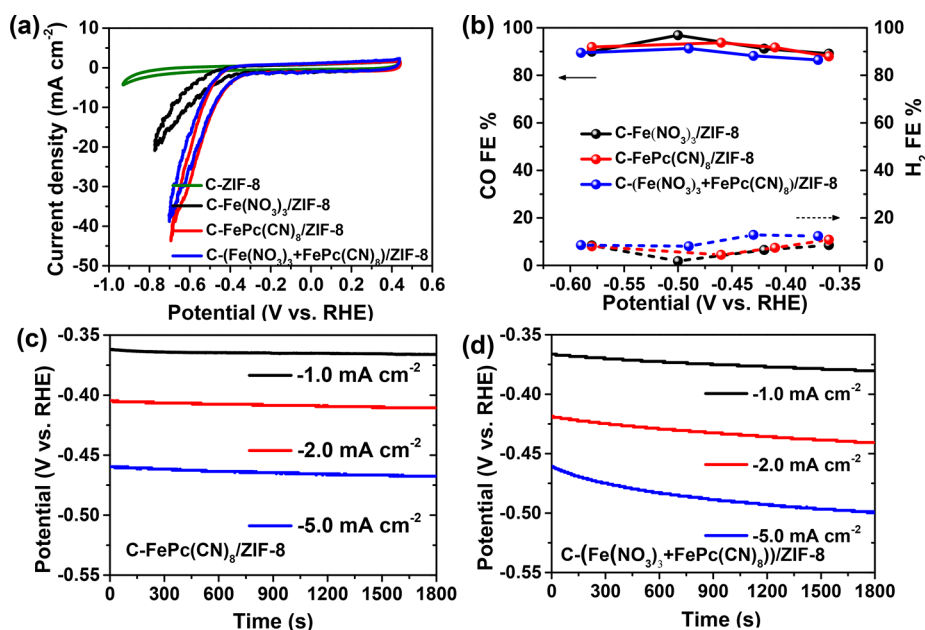 (a)
Current density (mA cm⁻²)
10
0
-10
-20
-30
-40
-50
C-ZIF-8
C-Fe(NO₃)₃/ZIF-8
C-FePc(CN)₈/ZIF-8
C-(Fe(NO₃)₃+FePc(CN)₈)/ZIF-8
-1.0 -0.8 -0.6 -0.4 -0.2 0.0 0.2 0.4 0.6
Potential (V vs. RHE)
(b)
CO FE %
100
80
60
40
20
0
C-Fe(NO₃)₃/ZIF-8
C-FePc(CN)₈/ZIF-8
C-(Fe(NO₃)₃+FePc(CN)₈)/ZIF-8
100
80
60
40
20
0
H₂ FE %
-0.60 -0.55 -0.50 -0.45 -0.40 -0.35
Potential (V vs. RHE)
(c)
Potential (V vs. RHE)
-0.35
-0.40
-0.45
-0.50
-0.55
-1.0 mA cm⁻²
-2.0 mA cm⁻²
-5.0 mA cm⁻²
C-FePc(CN)₈/ZIF-8
0 300 600 900 1200 1500 1800
Time (s)
(d)
Potential (V vs. RHE)
-0.35
-0.40
-0.45
-0.50
-0.55
-1.0 mA cm⁻²
-2.0 mA cm⁻²
-5.0 mA cm⁻²
C-(Fe(NO₃)₃+FePc(CN)₈))/ZIF-8
0 300 600 900 1200 1500 1800
Time (s)